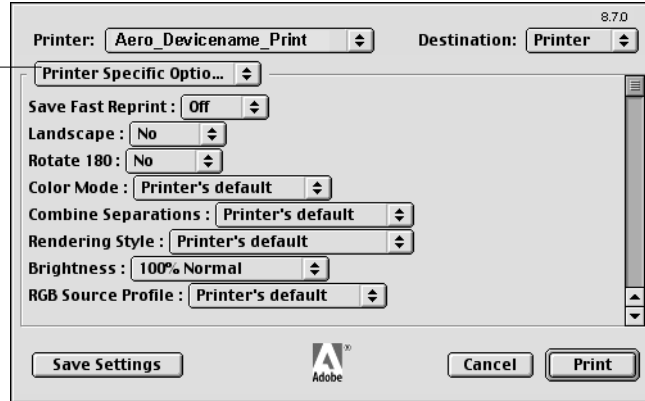 8.7.0
Printer: Aero_Devicename_Print Destination: Printer
Printer Specific Optio...
Save Fast Reprint : Off
Landscape : No
Rotate 180 : No
Color Mode : Printer's default
Combine Separations : Printer's default
Rendering Style : Printer's default
Brightness : 100% Normal
RGB Source Profile : Printer's default
Save Settings Adobe® Cancel Print